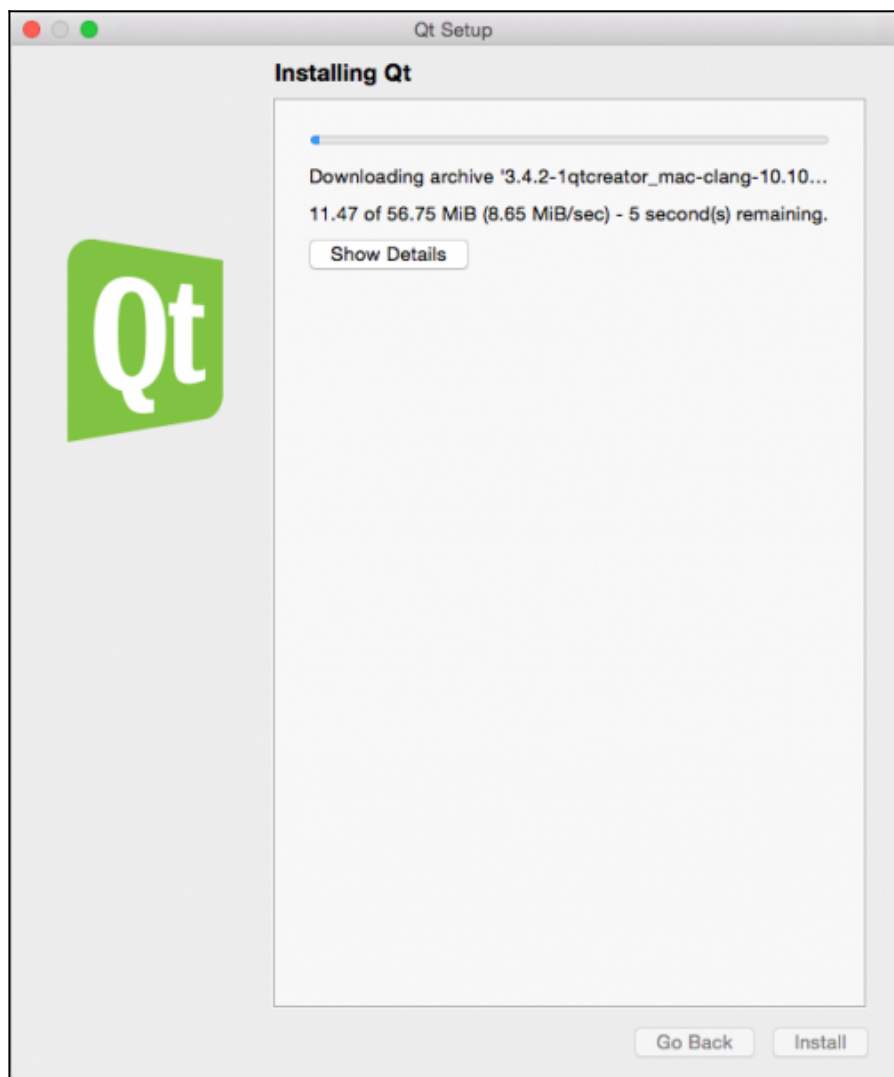 Qt Setup
Installing Qt
Downloading archive '3.4.2-1qtcreator_mac-clang-10.10...
11.47 of 56.75 MiB (8.65 MiB/sec) - 5 second(s) remaining.
Show Details
Qt
Go Back Install